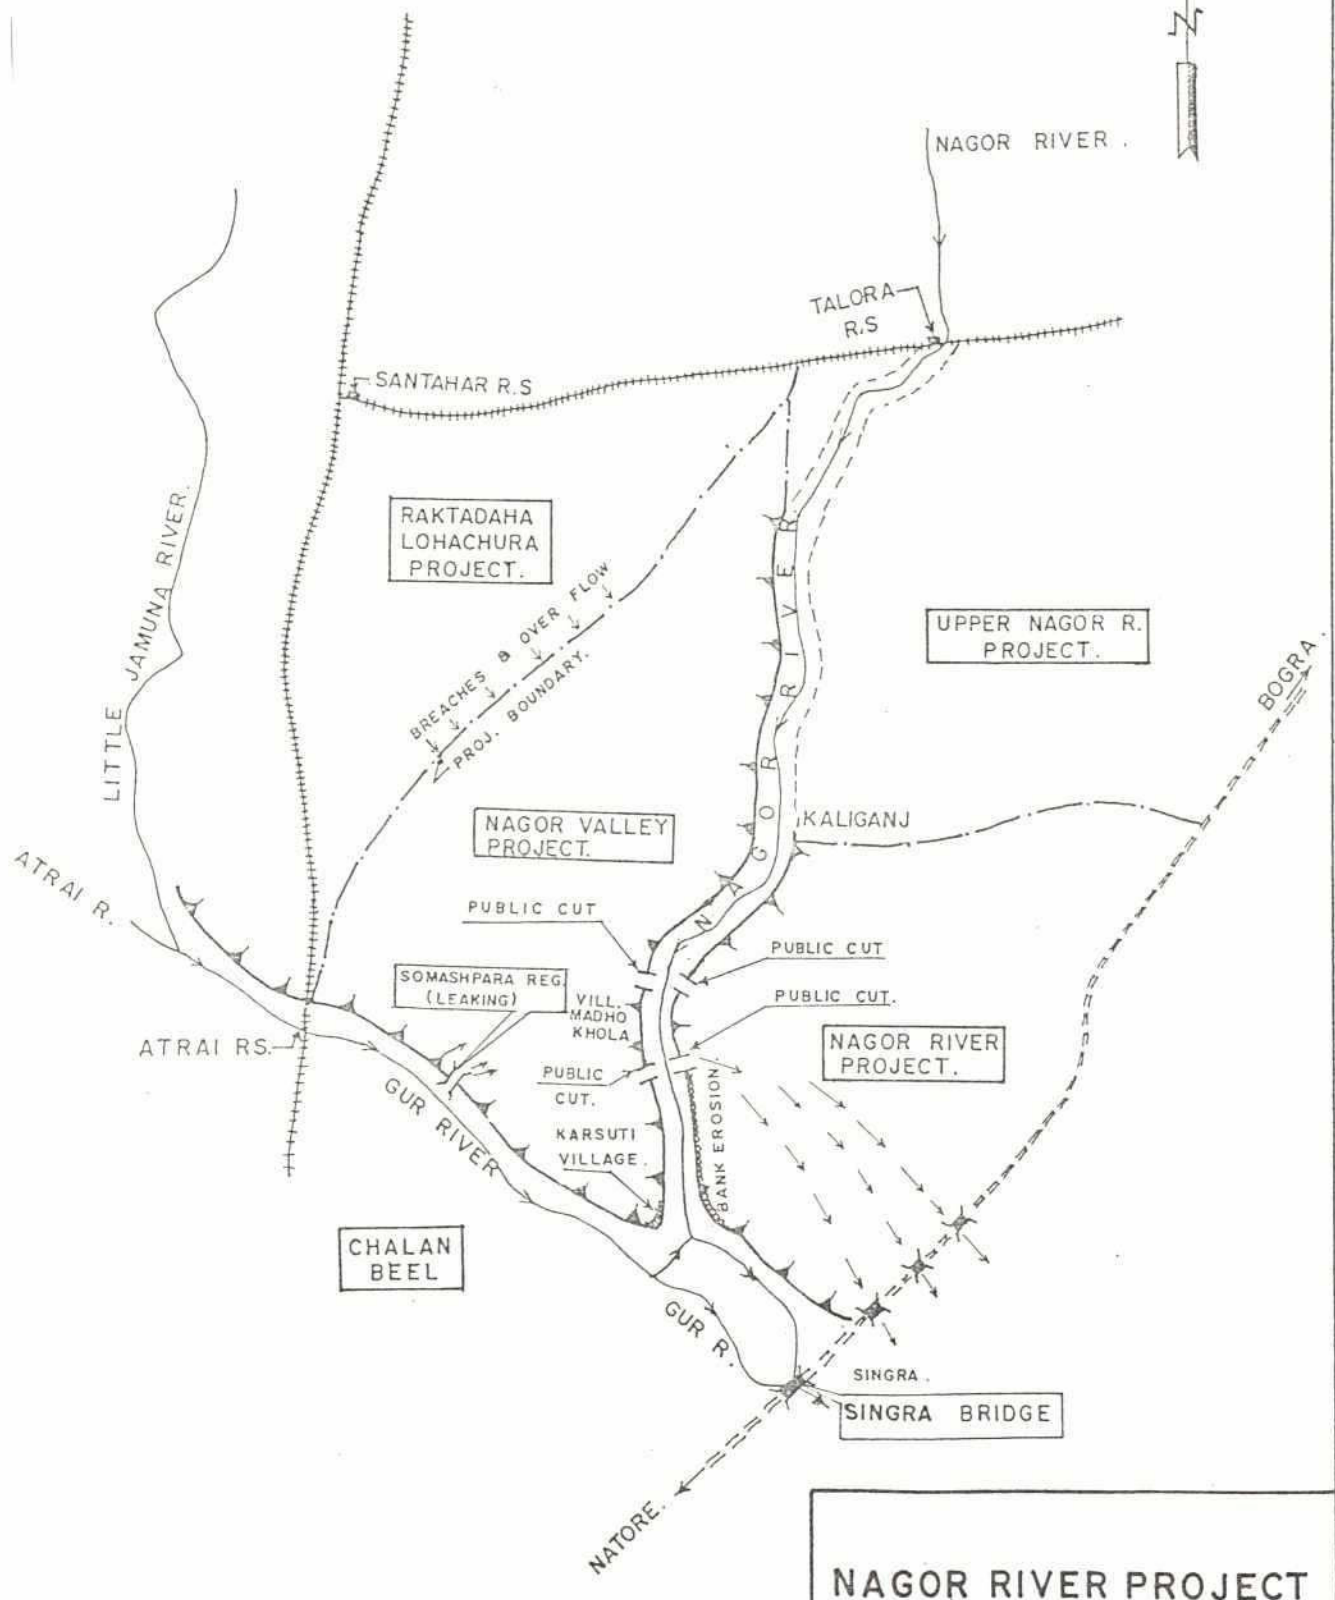 N
NAGOR RIVER .
TALORA
R.S
SANTAHAR R.S
RAKTADAHA
LOHACHURA
PROJECT.
LITTLE JAMUNA RIVER.
BREACHES & OVER FLOW
PROJ. BOUNDARY.
NAGOR RIVER
UPPER NAGOR R.
PROJECT.
BOGRA.
NAGOR VALLEY
PROJECT.
KALIGANJ
ATRAI R.
PUBLIC CUT
PUBLIC CUT
SOMASHPARA REG.
(LEAKING)
VILL.
MADHO
KHOLA
PUBLIC CUT.
ATRAI RS.
NAGOR RIVER
PROJECT.
PUBLIC
CUT.
GUR RIVER
KARSUTI
VILLAGE.
BANK EROSION.
CHALAN
BEEL
GUR R.
SINGRA.
SINGRA BRIDGE
NATORE.
NAGOR RIVER PROJECT